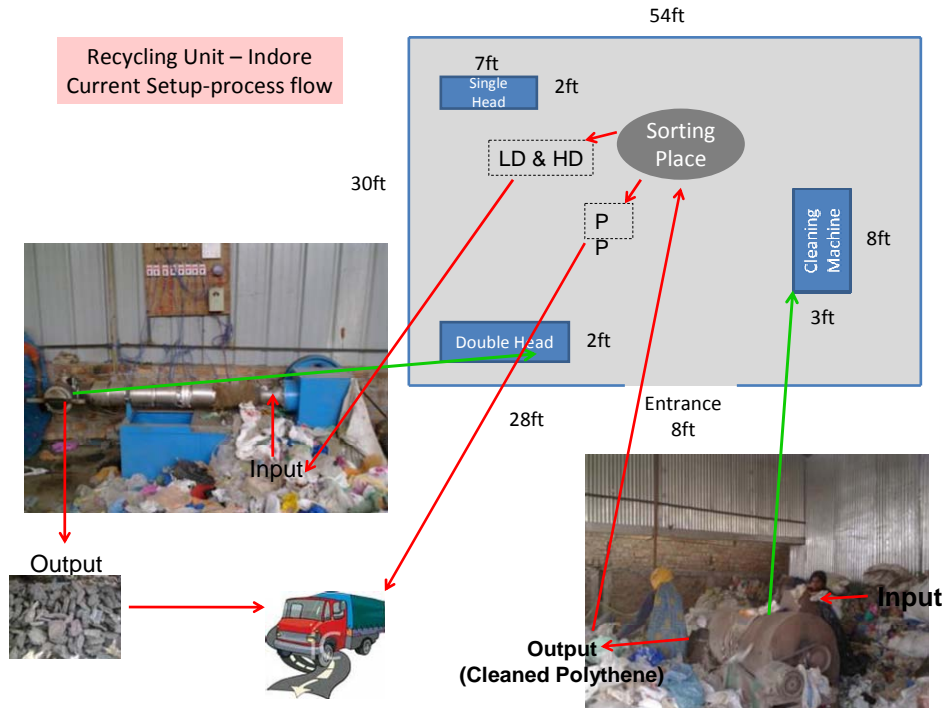 54ft
Recycling Unit – Indore
Current Setup-process flow
7ft
Single
Head
2ft
Sorting
Place
LD & HD
30ft
P
P
Cleaning
Machine
8ft
3ft
Double Head
2ft
Entrance
8ft
28ft
Input
Output
Input
Output
(Cleaned Polythene)